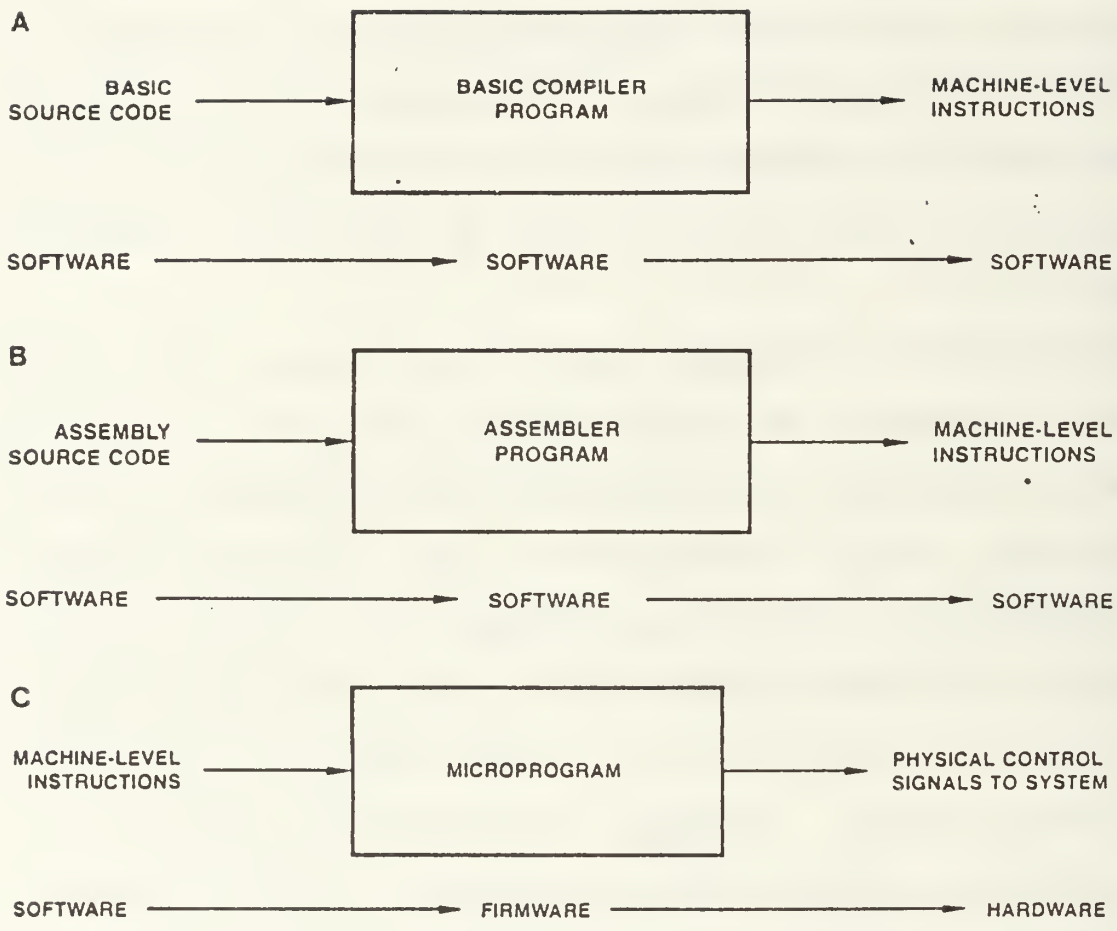 A
BASIC
SOURCE CODE
BASIC COMPILER
PROGRAM
MACHINE-LEVEL
INSTRUCTIONS
SOFTWARE
SOFTWARE
SOFTWARE
B
ASSEMBLY
SOURCE CODE
ASSEMBLER
PROGRAM
MACHINE-LEVEL
INSTRUCTIONS
SOFTWARE
SOFTWARE
SOFTWARE
C
MACHINE-LEVEL
INSTRUCTIONS
MICROPROGRAM
PHYSICAL CONTROL
SIGNALS TO SYSTEM
SOFTWARE
FIRMWARE
HARDWARE